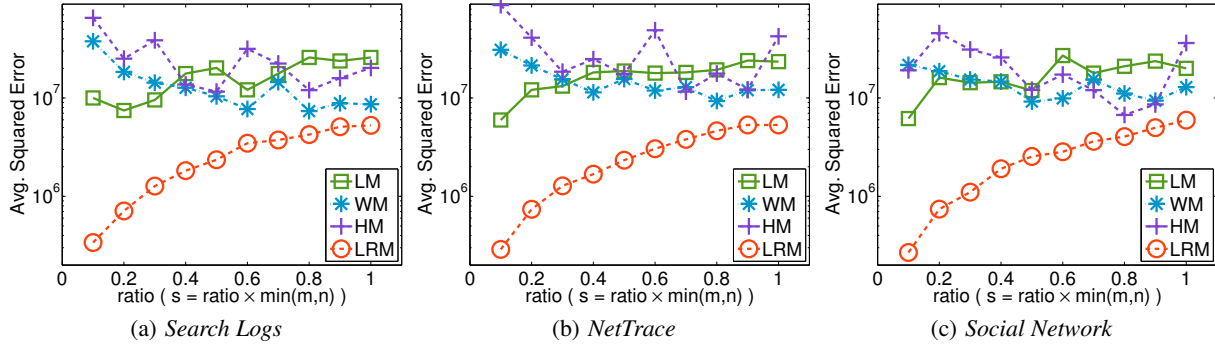 Avg. Squared Error
10^7
10^6
LM
WM
HM
LRM
0 0.2 0.4 0.6 0.8 1
ratio ( s = ratio × min(m,n) )
(a) Search Logs
Avg. Squared Error
10^7
10^6
LM
WM
HM
LRM
0 0.2 0.4 0.6 0.8 1
ratio ( s = ratio × min(m,n) )
(b) NetTrace
Avg. Squared Error
10^7
10^6
LM
WM
HM
LRM
0 0.2 0.4 0.6 0.8 1
ratio ( s = ratio × min(m,n) )
(c) Social Network